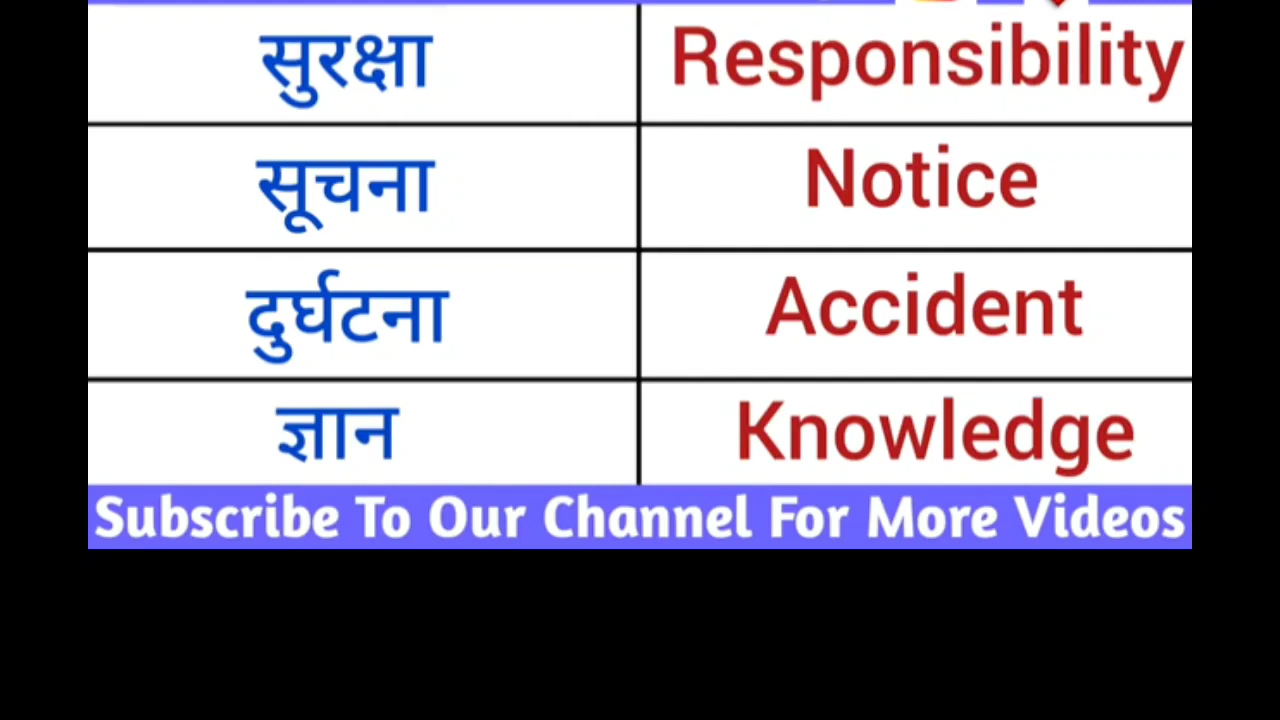 सुरक्षा Responsibility
सूचना Notice
दुर्घटना Accident
ज्ञान Knowledge
Subscribe To Our Channel For More Videos